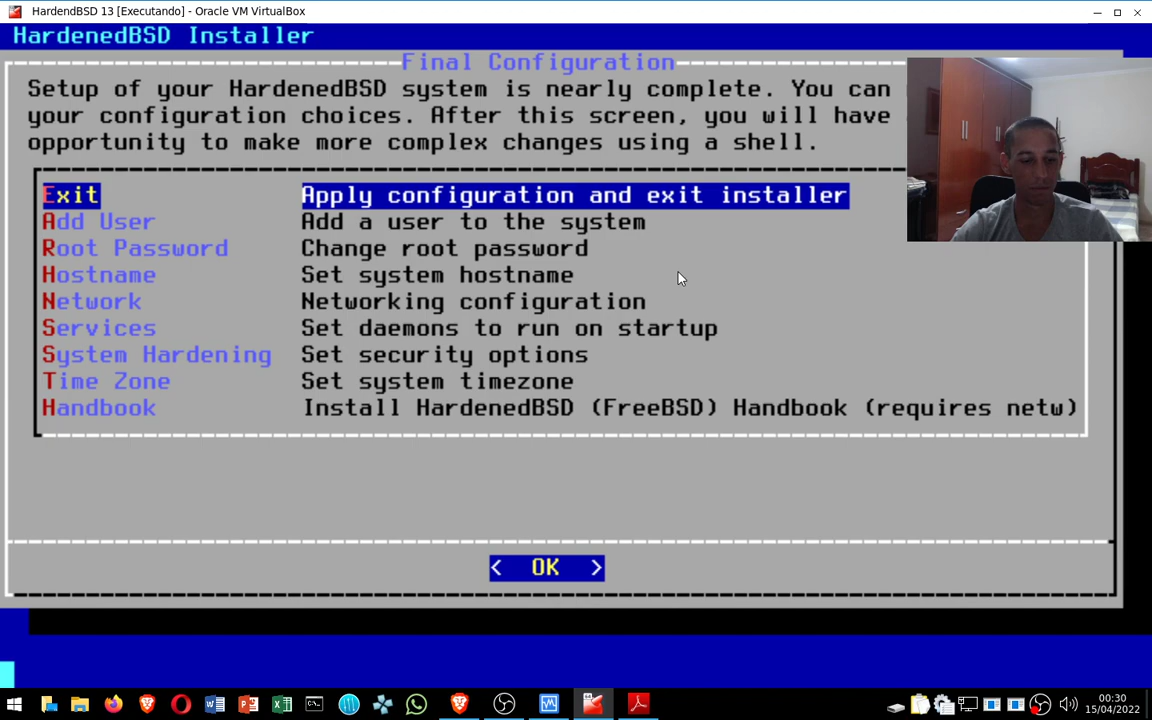 HardendBSD 13 [Executando] - Oracle VM VirtualBox
HardenedBSD Installer
Final Configuration
Setup of your HardenedBSD system is nearly complete. You can
your configuration choices. After this screen, you will have
opportunity to make more complex changes using a shell.
Exit Apply configuration and exit installer
Add User Add a user to the system
Root Password Change root password
Hostname Set system hostname
Network Networking configuration
Services Set daemons to run on startup
System Hardening Set security options
Time Zone Set system timezone
Handbook Install HardenedBSD (FreeBSD) Handbook (requires netw)
< OK >
00:30
15/04/2022